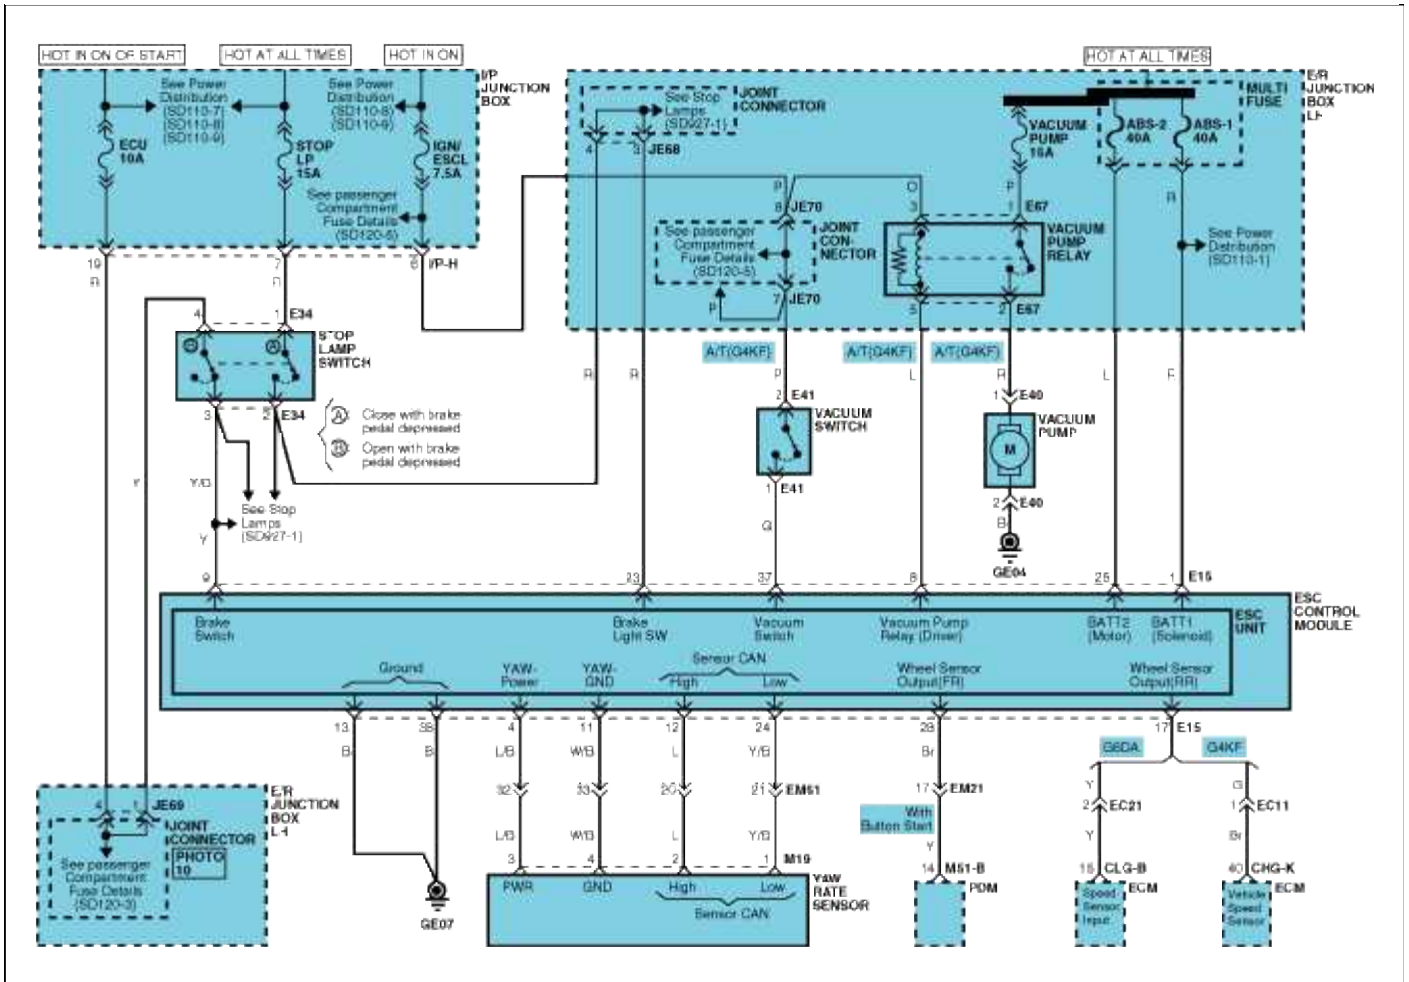 HOT IN ON OF START
HOT AT ALL TIMES
HOT IN ON
HOT AT ALL TIMES
I/P
JUNCTION
BOX
See Power
Distribution
(SD110-7)
(SD110-8)
(SD110-9)
See Power
Distribution
(SD110-8)
(SD110-9)
ECU
10A
STOP
LP
15A
IGN/
ESCL
7.5A
See passenger
Compartment
Fuse Details
(SD120-5)
19
7
6
I/P-H
R
See Stop
Lamps
(SD927-1)
JOINT
CONNECTOR
4
3
JE68
E/R
JUNCTION
BOX
MULTI
FUSE
VACUUM
PUMP
ABS-2
40A
ABS-1
40A
P
8
JE70
O
3
P
1
E67
R
See passenger
Compartment
Fuse Details
(SD120-5)
JOINT
CON-
NECTOR
VACUUM
PUMP
RELAY
See Power
Distribution
(SD110-1)
P
7
JE70
5
2
E67
4
1
E34
STOP
LAMP
SWITCH
B
A
3
2
E34
A Close with brake
pedal depressed
B Open with brake
pedal depressed
A/T(G4KF)
A/T(G4KF)
A/T(G4KF)
R
R
P
L
R
L
2
E41
1
E40
VACUUM
SWITCH
VACUUM
PUMP
M
1
E41
2
E40
G
B
GE04
Y
Y/B
See Stop
Lamps
(SD927-1)
Y
9
23
37
8
25
1
E15
ESC
CONTROL
MODULE
ESC
UNIT
Brake
Switch
Brake
Light SW
Vacuum
Switch
Vacuum Pump
Relay (Driver)
BATT2
(Motor)
BATT1
(Solenoid)
Ground
YAW-
Power
YAW-
GND
Sensor CAN
High
Low
Wheel Sensor
Output(FR)
Wheel Sensor
Output(RR)
13
38
4
11
12
24
28
17
E15
B
B
L/B
W/B
L
Y/B
Br
G6DA
G4KF
32
33
20
21
EM61
17
EM21
Y
G
2
EC21
1
EC11
With
Button Start
L/B
W/B
L
Y/B
Y
Y
Br
3
4
2
1
M19
14
M51-B
15
CLG-B
40
CHG-K
PWR
GND
High
Low
Sensor CAN
YAW
RATE
SENSOR
PDM
ECM
Speed
Sensor
Input
ECM
Vehicle
Speed
Sensor
GE07
4
1
JE69
E/R
JUNCTION
BOX
JOINT
CONNECTOR
PHOTO
10
See passenger
Compartment
Fuse Details
(SD120-3)